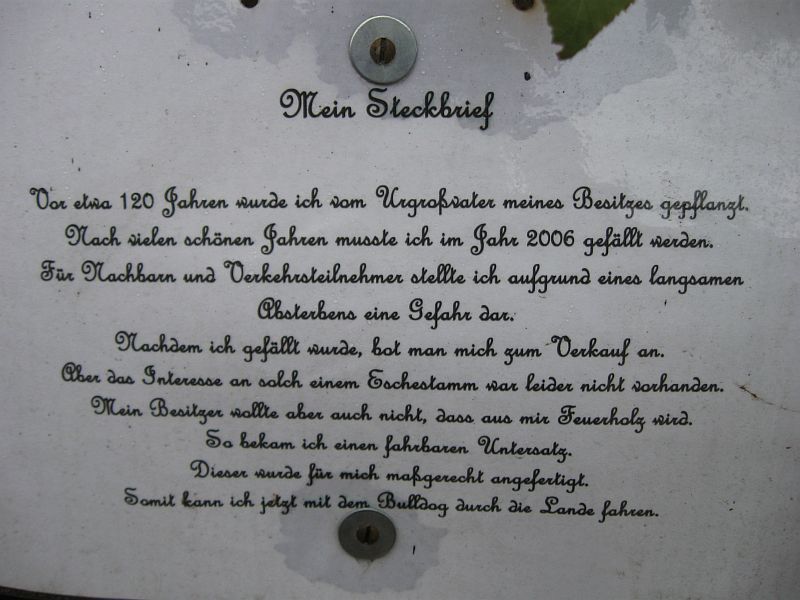 Mein Steckbrief
Vor etwa 120 Jahren wurde ich vom Urgroßvater meines Besitzes gepflanzt.
Nach vielen schönen Jahren musste ich im Jahr 2006 gefällt werden.
Für Nachbarn und Verkehrsteilnehmer stellte ich aufgrund eines langsamen
Absterbens eine Gefahr dar.
Nachdem ich gefällt wurde, bot man mich zum Verkauf an.
Aber das Interesse an solch einem Eschestamm war leider nicht vorhanden.
Mein Besitzer wollte aber auch nicht, dass aus mir Feuerholz wird.
So bekam ich einen fahrbaren Untersatz.
Dieser wurde für mich maßgerecht angefertigt.
Somit kann ich jetzt mit dem Bulldog durch die Lande fahren.